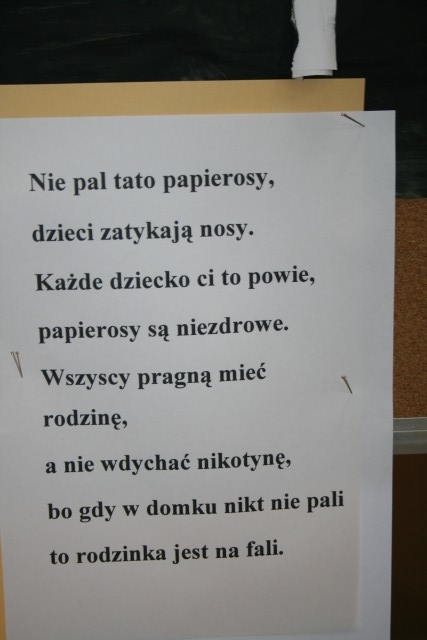 Nie pal tato papierosy,
dzieci zatykają nosy.
Każde dziecko ci to powie,
papierosy są niezdrowe.
Wszyscy pragną mieć
rodzinę,
a nie wdychać nikotynę,
bo gdy w domku nikt nie pali
to rodzinka jest na fali.